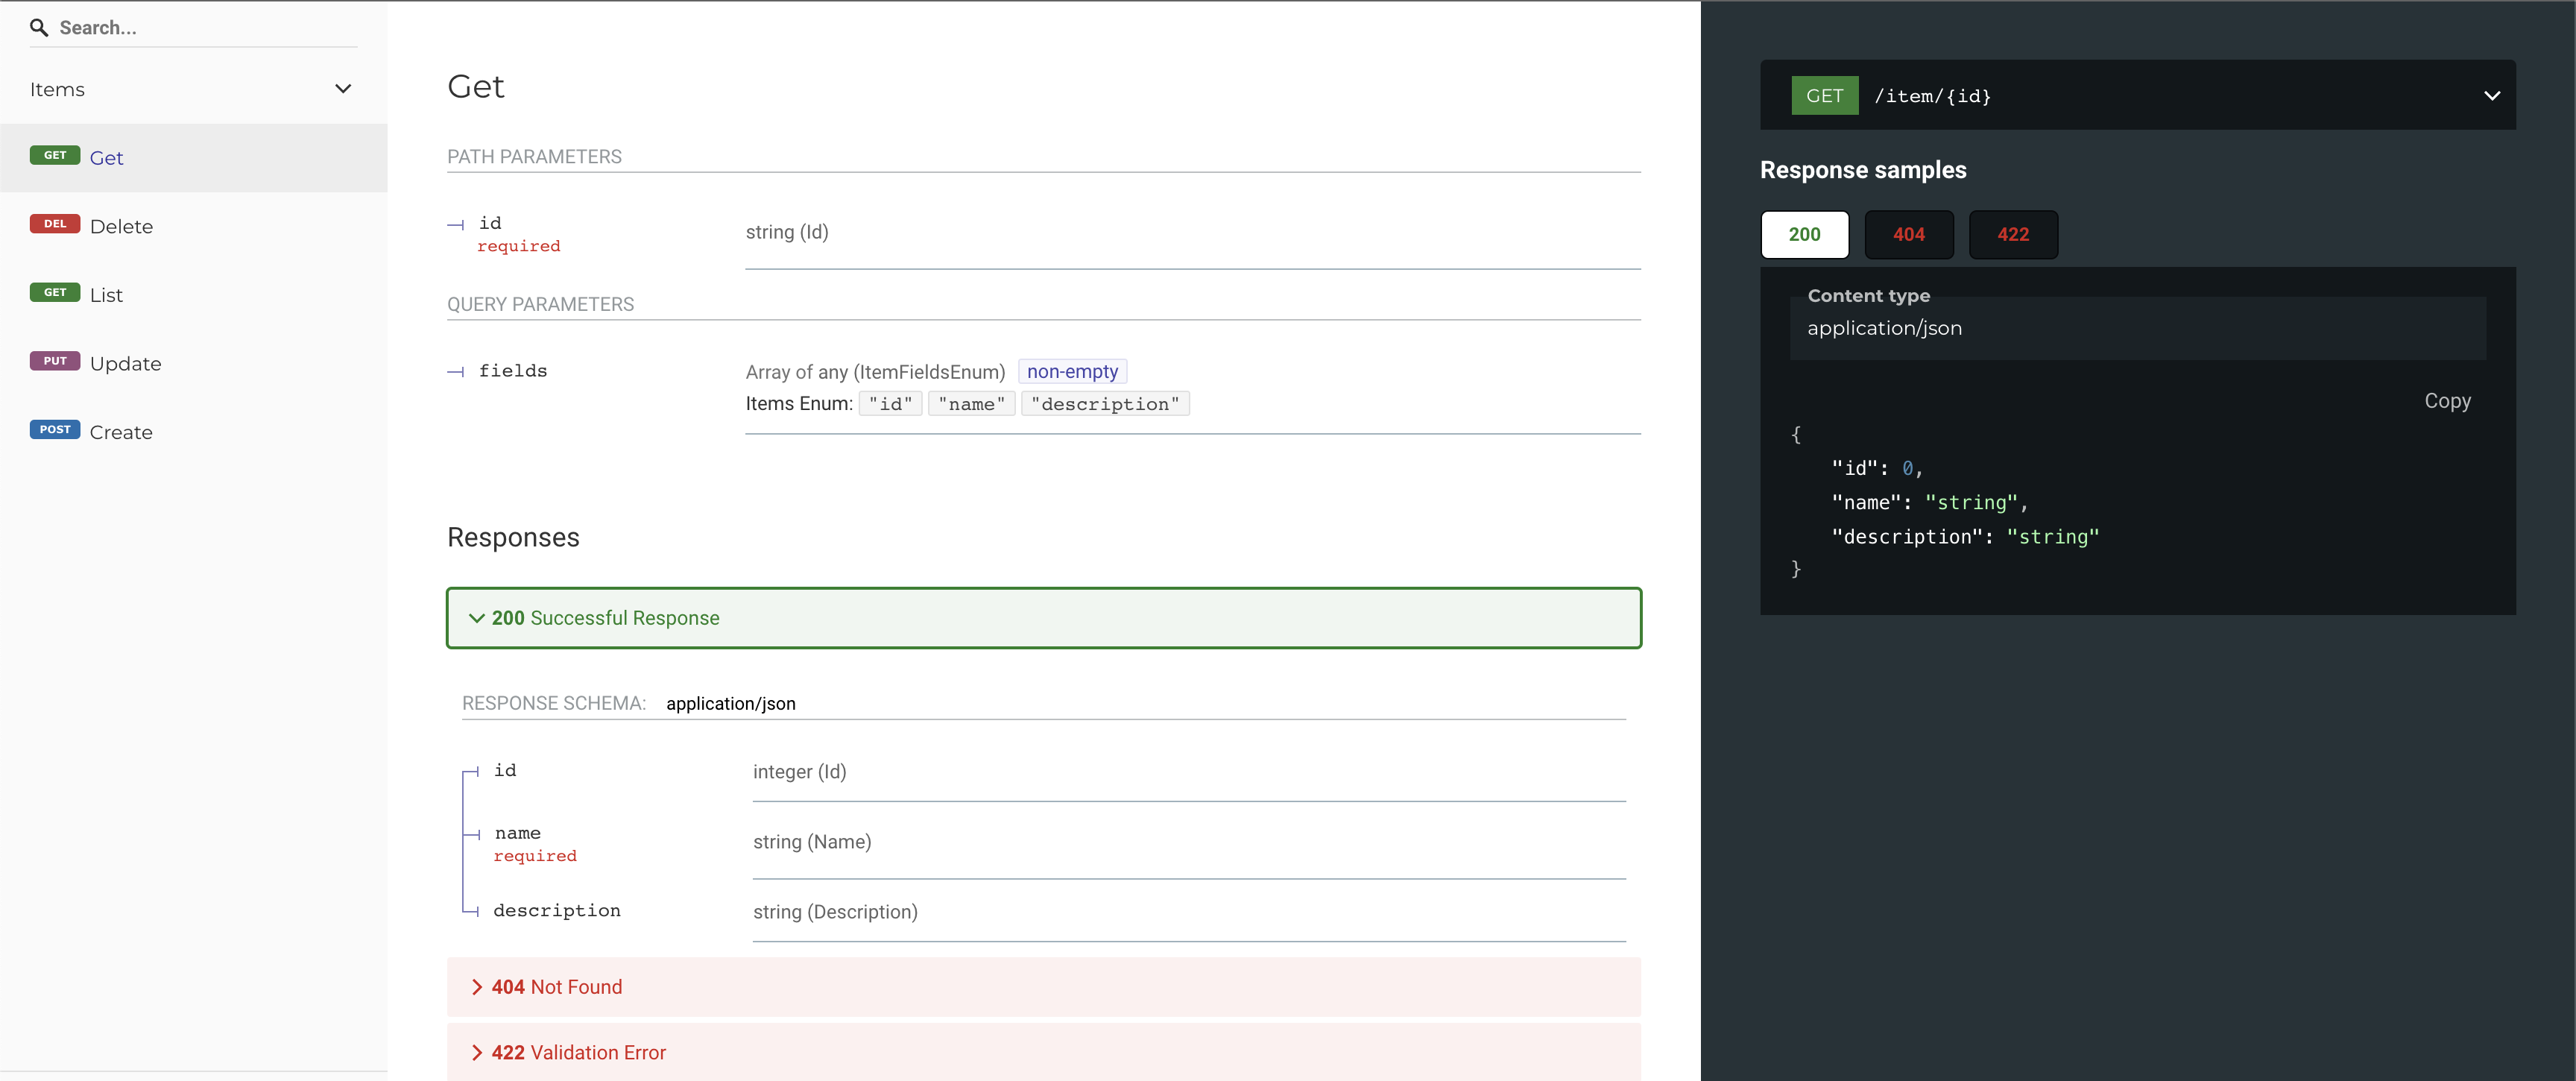 Search...
Items
GET Get
DEL Delete
GET List
PUT Update
POST Create
Get
PATH PARAMETERS
id
required
string (Id)
QUERY PARAMETERS
fields
Array of any (ItemFieldsEnum) non-empty
Items Enum: "id" "name" "description"
Responses
200 Successful Response
RESPONSE SCHEMA: application/json
id
integer (Id)
name
required
string (Name)
description
string (Description)
404 Not Found
422 Validation Error
GET /item/{id}
Response samples
200 404 422
Content type
application/json
Copy
{
"id": 0,
"name": "string",
"description": "string"
}